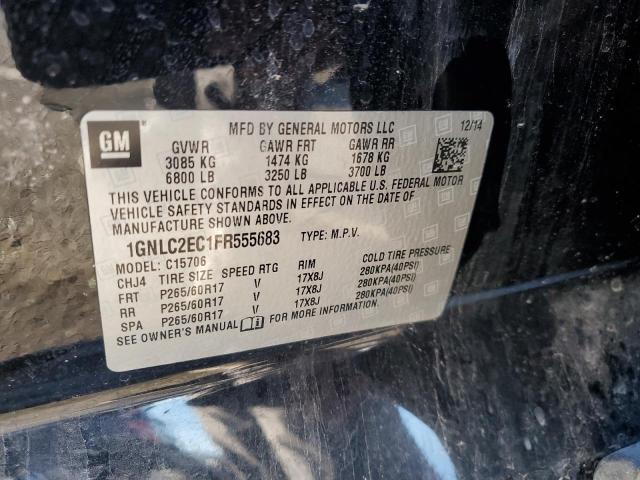 GM
MFD BY GENERAL MOTORS LLC 12/14
GVWR GAWR FRT GAWR RR
3085 KG 1474 KG 1678 KG
6800 LB 3250 LB 3700 LB
THIS VEHICLE CONFORMS TO ALL APPLICABLE U.S. FEDERAL MOTOR
VEHICLE SAFETY STANDARDS IN EFFECT ON THE DATE OF
MANUFACTURE SHOWN ABOVE.
1GNLC2EC1FR555683 TYPE: M.P.V.
MODEL: C15706
CHJ4 TIRE SIZE SPEED RTG RIM COLD TIRE PRESSURE
FRT P265/60R17 V 17X8J 280KPA(40PSI)
RR P265/60R17 V 17X8J 280KPA(40PSI)
SPA P265/60R17 V 17X8J 280KPA(40PSI)
SEE OWNER'S MANUAL FOR MORE INFORMATION.